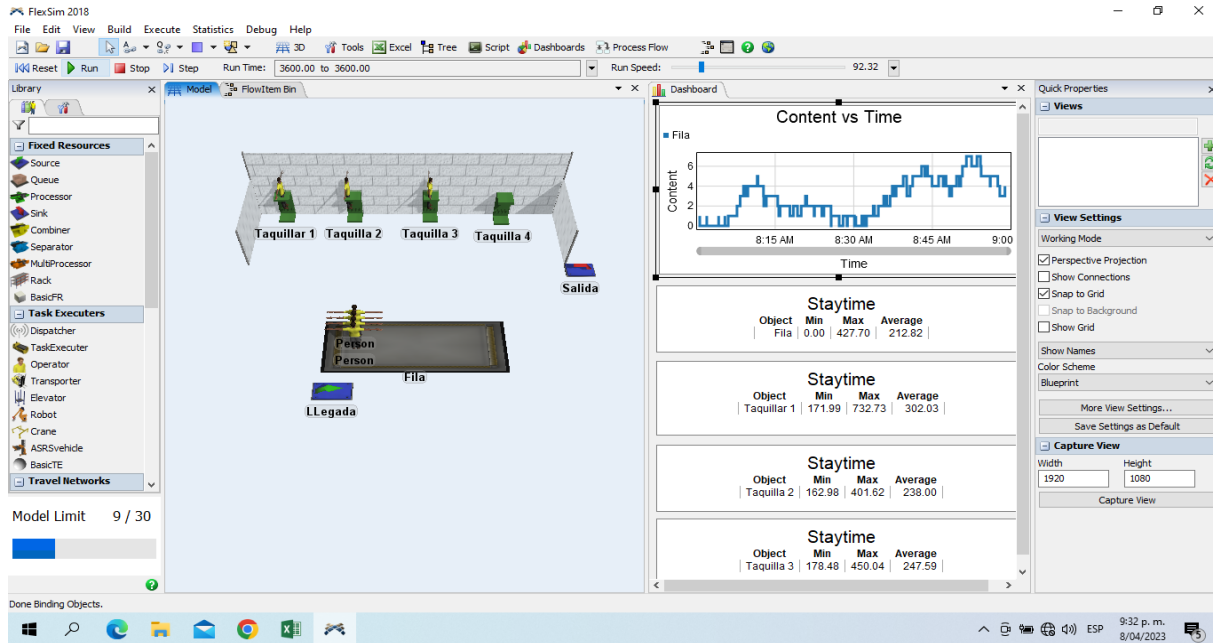 FlexSim 2018
File Edit View Build Execute Statistics Debug Help
3D Tools Excel Tree Script Dashboards Process Flow
Reset Run Stop Step Run Time: 3600.00 to 3600.00 Run Speed: 92.32
Library
Model FlowItem Bin
Fixed Resources
Source
Queue
Processor
Sink
Combiner
Separator
MultiProcessor
Rack
BasicFR
Task Executers
Dispatcher
TaskExecuter
Operator
Transporter
Elevator
Robot
Crane
ASRSvehicle
BasicTE
Travel Networks
Model Limit 9 / 30
Taquillar 1 Taquilla 2 Taquilla 3 Taquilla 4
Salida
Person
Person
Fila
LLegada
Dashboard
Content vs Time
Fila
Content
6
4
2
0
8:15 AM 8:30 AM 8:45 AM 9:00
Time
Staytime
Object Min Max Average
Fila 0.00 427.70 212.82
Staytime
Object Min Max Average
Taquillar 1 171.99 732.73 302.03
Staytime
Object Min Max Average
Taquilla 2 162.98 401.62 238.00
Staytime
Object Min Max Average
Taquilla 3 178.48 450.04 247.59
Quick Properties
Views
View Settings
Working Mode
Perspective Projection
Show Connections
Snap to Grid
Snap to Background
Show Grid
Show Names
Color Scheme
Blueprint
More View Settings...
Save Settings as Default
Capture View
Width Height
1920 1080
Capture View
Done Binding Objects.
ESP
9:32 p. m.
8/04/2023
5